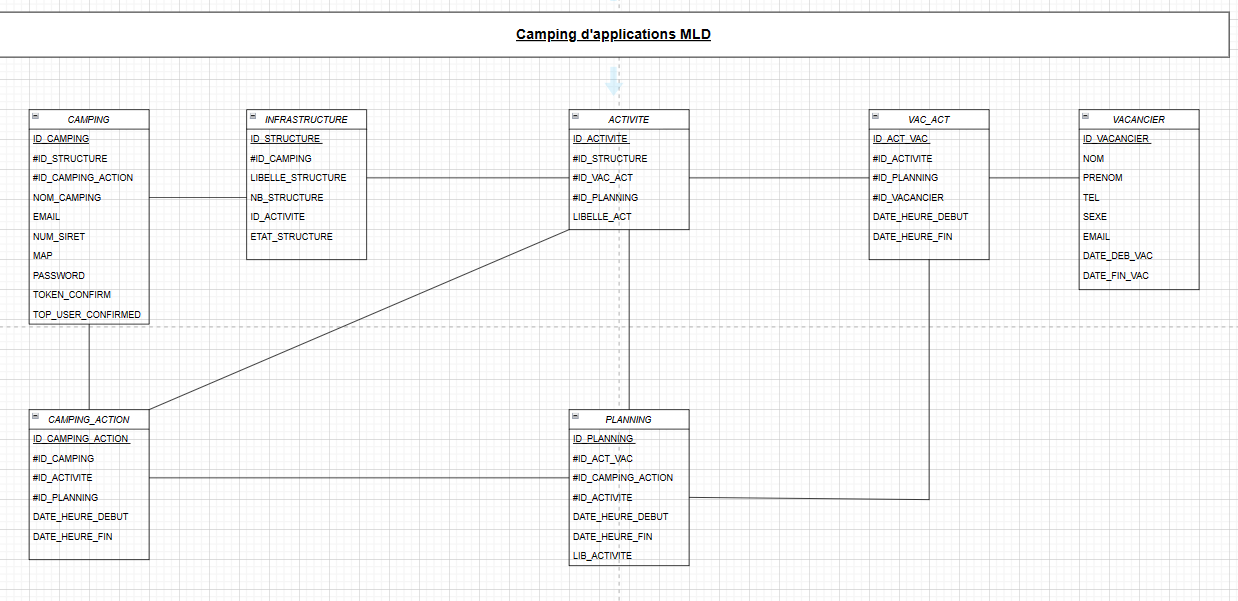 Camping d'applications MLD
CAMPING
ID_CAMPING
#ID_STRUCTURE
#ID_CAMPING_ACTION
NOM_CAMPING
EMAIL
NUM_SIRET
MAP
PASSWORD
TOKEN_CONFIRM
TOP_USER_CONFIRMED
INFRASTRUCTURE
ID_STRUCTURE
#ID_CAMPING
LIBELLE_STRUCTURE
NB_STRUCTURE
ID_ACTIVITE
ETAT_STRUCTURE
ACTIVITE
ID_ACTIVITE
#ID_STRUCTURE
#ID_VAC_ACT
#ID_PLANNING
LIBELLE_ACT
VAC_ACT
ID_ACT_VAC
#ID_ACTIVITE
#ID_PLANNING
#ID_VACANCIER
DATE_HEURE_DEBUT
DATE_HEURE_FIN
VACANCIER
ID_VACANCIER
NOM
PRENOM
TEL
SEXE
EMAIL
DATE_DEB_VAC
DATE_FIN_VAC
CAMPING_ACTION
ID_CAMPING_ACTION
#ID_CAMPING
#ID_ACTIVITE
#ID_PLANNING
DATE_HEURE_DEBUT
DATE_HEURE_FIN
PLANNING
ID_PLANNING
#ID_ACT_VAC
#ID_CAMPING_ACTION
#ID_ACTIVITE
DATE_HEURE_DEBUT
DATE_HEURE_FIN
LIB_ACTIVITE